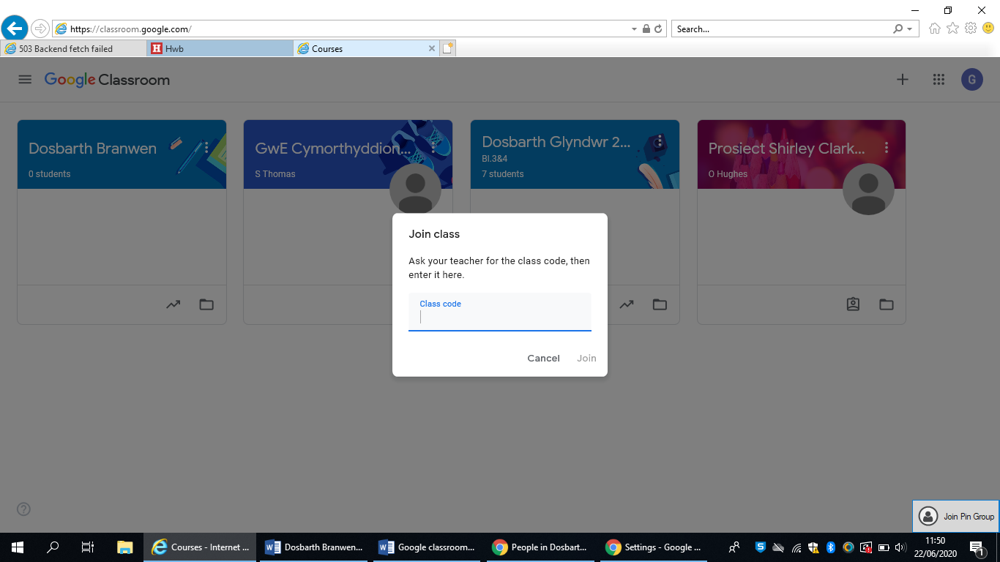 https://classroom.google.com/
Search...
503 Backend fetch failed
Hwb
Courses
Google Classroom
G
Dosbarth Branwen
0 students
GwE Cymorthyddion...
S Thomas
Dosbarth Glyndwr 2...
Bl.3&4
7 students
Prosiect Shirley Clark...
O Hughes
Join class
Ask your teacher for the class code, then
enter it here.
Class code
Cancel
Join
Join Pin Group
Courses - Internet ...
Dosbarth Branwen...
Google classroom...
People in Dosbart...
Settings - Google ...
11:50
22/06/2020
1